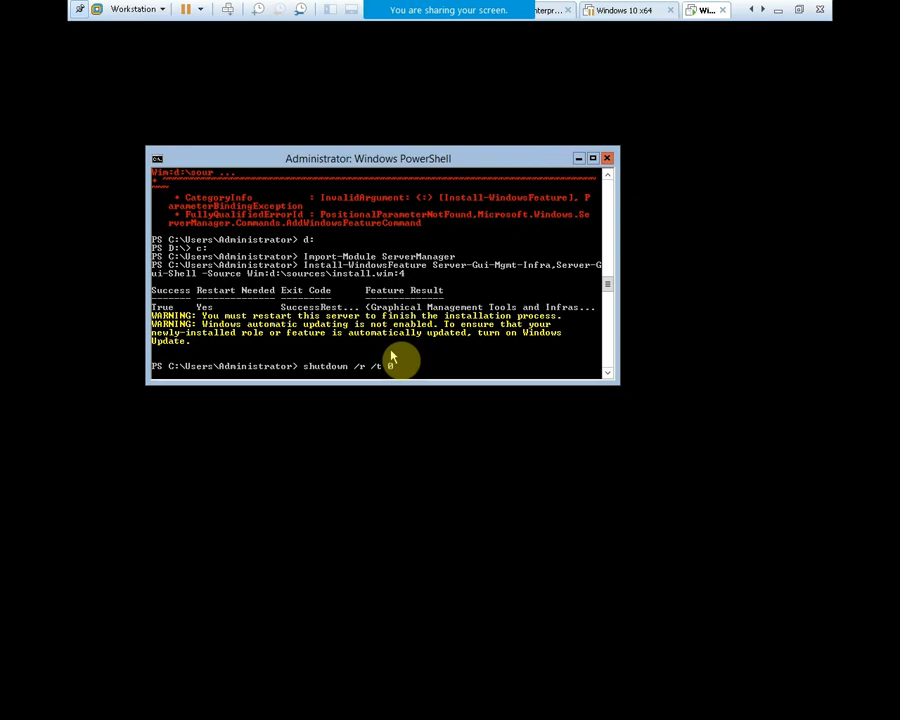 Workstation
You are sharing your screen.
terpr...
Windows 10 x64
Wi...
Administrator: Windows PowerShell
Wim:d:\sour ...
+ ~~~~~~~~~~~~~~~~~~~~~~~~~~~~~~~~~~~~~~~~~~~~~~~~~~~~~~~~~~~~~~~~~~~~~~~~~~~
~~~
+ CategoryInfo : InvalidArgument: (:) [Install-WindowsFeature], P
arameterBindingException
+ FullyQualifiedErrorId : PositionalParameterNotFound,Microsoft.Windows.Se
rverManager.Commands.AddWindowsFeatureCommand
PS C:\Users\Administrator> d:
PS D:\> c:
PS C:\Users\Administrator> Import-Module ServerManager
PS C:\Users\Administrator> Install-WindowsFeature Server-Gui-Mgmt-Infra,Server-G
ui-Shell -Source Wim:d:\sources\install.wim:4
Success Restart Needed Exit Code Feature Result
------- -------------- --------- --------------
True Yes SuccessRest... {Graphical Management Tools and Infras...
WARNING: You must restart this server to finish the installation process.
WARNING: Windows automatic updating is not enabled. To ensure that your
newly-installed role or feature is automatically updated, turn on Windows
Update.
PS C:\Users\Administrator> shutdown /r /t 0